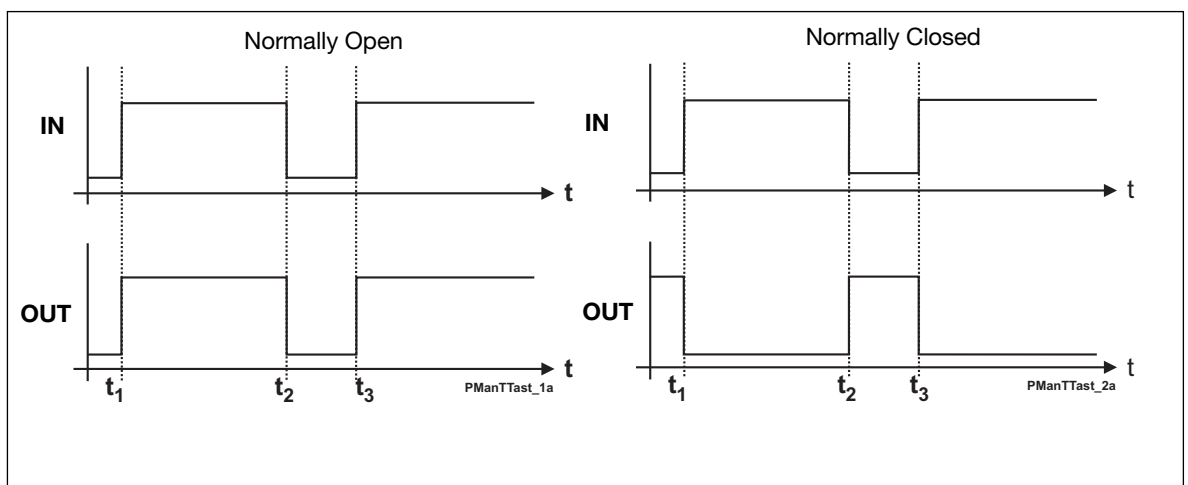 Normally Open
IN
t
OUT
t
t1 t2 t3
PManTTast_1a
Normally Closed
IN
t
OUT
t
t1 t2 t3
PManTTast_2a